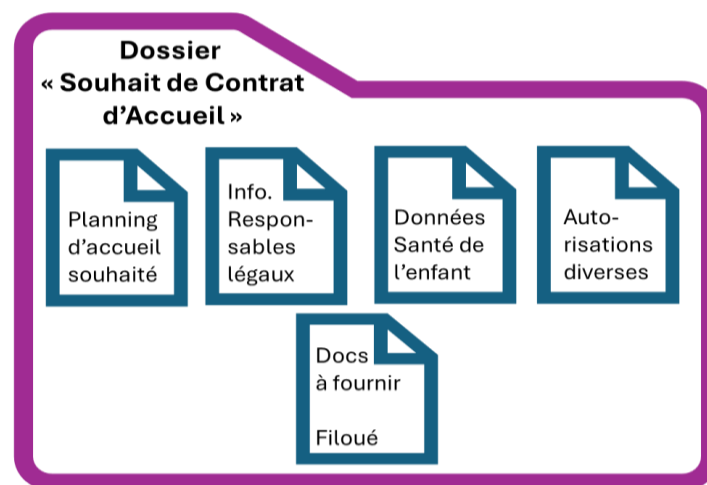 Dossier
« Souhait de Contrat
d’Accueil »
Planning
d’accueil
souhaité
Info.
Respon-
sables
légaux
Données
Santé de
l’enfant
Auto-
risations
diverses
Docs
à fournir
Filoué